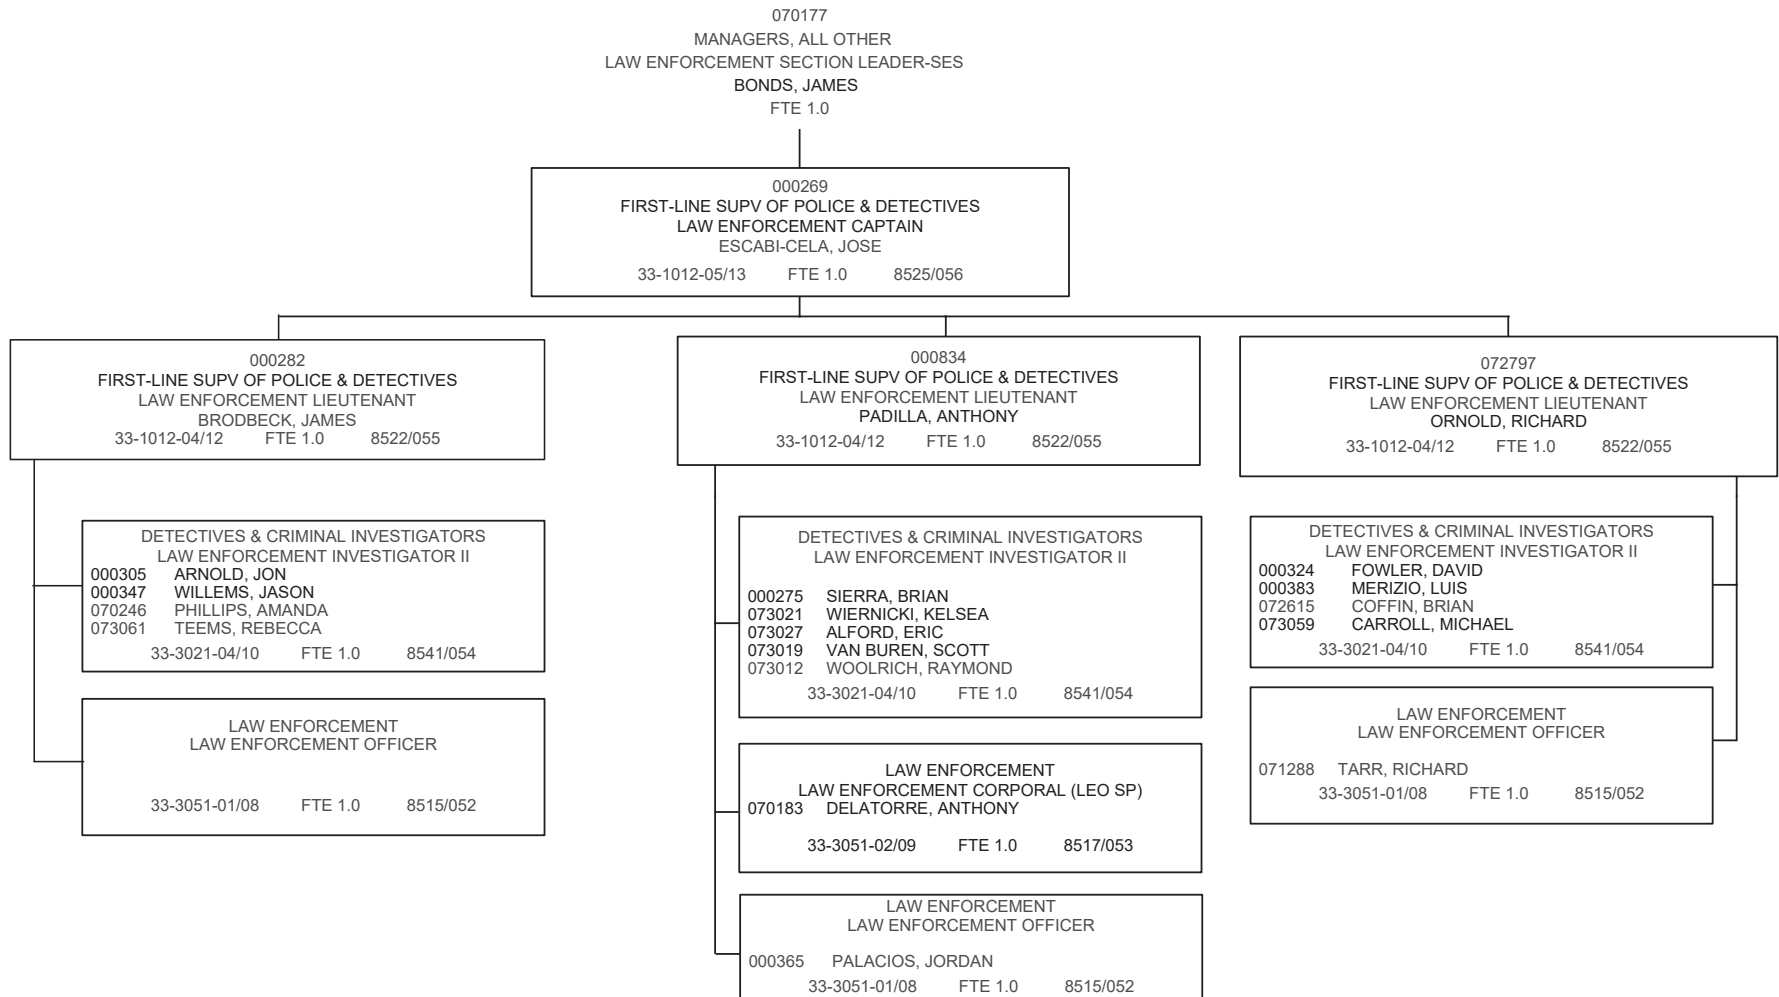 070177
MANAGERS, ALL OTHER
LAW ENFORCEMENT SECTION LEADER-SES
BONDS, JAMES
FTE 1.0
000269
FIRST-LINE SUPV OF POLICE & DETECTIVES
LAW ENFORCEMENT CAPTAIN
ESCABI-CELA, JOSE
33-1012-05/13 FTE 1.0 8525/056
000282
FIRST-LINE SUPV OF POLICE & DETECTIVES
LAW ENFORCEMENT LIEUTENANT
BRODBECK, JAMES
33-1012-04/12 FTE 1.0 8522/055
DETECTIVES & CRIMINAL INVESTIGATORS
LAW ENFORCEMENT INVESTIGATOR II
000305 ARNOLD, JON
000347 WILLEMS, JASON
070246 PHILLIPS, AMANDA
073061 TEEMS, REBECCA
33-3021-04/10 FTE 1.0 8541/054
LAW ENFORCEMENT
LAW ENFORCEMENT OFFICER
33-3051-01/08 FTE 1.0 8515/052
000834
FIRST-LINE SUPV OF POLICE & DETECTIVES
LAW ENFORCEMENT LIEUTENANT
PADILLA, ANTHONY
33-1012-04/12 FTE 1.0 8522/055
DETECTIVES & CRIMINAL INVESTIGATORS
LAW ENFORCEMENT INVESTIGATOR II
000275 SIERRA, BRIAN
073021 WIERNICKI, KELSEA
073027 ALFORD, ERIC
073019 VAN BUREN, SCOTT
073012 WOOLRICH, RAYMOND
33-3021-04/10 FTE 1.0 8541/054
LAW ENFORCEMENT
LAW ENFORCEMENT CORPORAL (LEO SP)
070183 DELATORRE, ANTHONY
33-3051-02/09 FTE 1.0 8517/053
LAW ENFORCEMENT
LAW ENFORCEMENT OFFICER
000365 PALACIOS, JORDAN
33-3051-01/08 FTE 1.0 8515/052
072797
FIRST-LINE SUPV OF POLICE & DETECTIVES
LAW ENFORCEMENT LIEUTENANT
ORNOLD, RICHARD
33-1012-04/12 FTE 1.0 8522/055
DETECTIVES & CRIMINAL INVESTIGATORS
LAW ENFORCEMENT INVESTIGATOR II
000324 FOWLER, DAVID
000383 MERIZIO, LUIS
072615 COFFIN, BRIAN
073059 CARROLL, MICHAEL
33-3021-04/10 FTE 1.0 8541/054
LAW ENFORCEMENT
LAW ENFORCEMENT OFFICER
071288 TARR, RICHARD
33-3051-01/08 FTE 1.0 8515/052